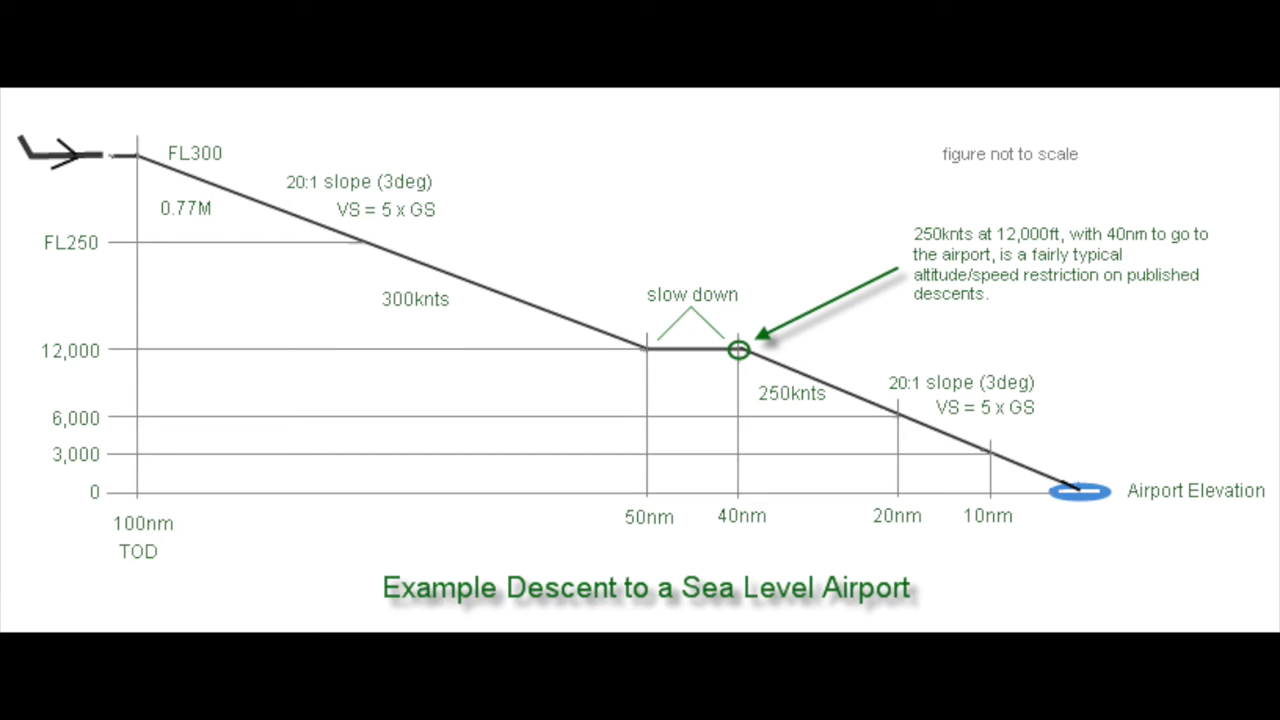 FL300
figure not to scale
20:1 slope (3deg)
VS = 5 x GS
0.77M
FL250
250knts at 12,000ft, with 40nm to go to
the airport, is a fairly typical
altitude/speed restriction on published
descents.
300knts
slow down
12,000
250knts
20:1 slope (3deg)
VS = 5 x GS
6,000
3,000
0
Airport Elevation
100nm
TOD
50nm
40nm
20nm
10nm
Example Descent to a Sea Level Airport